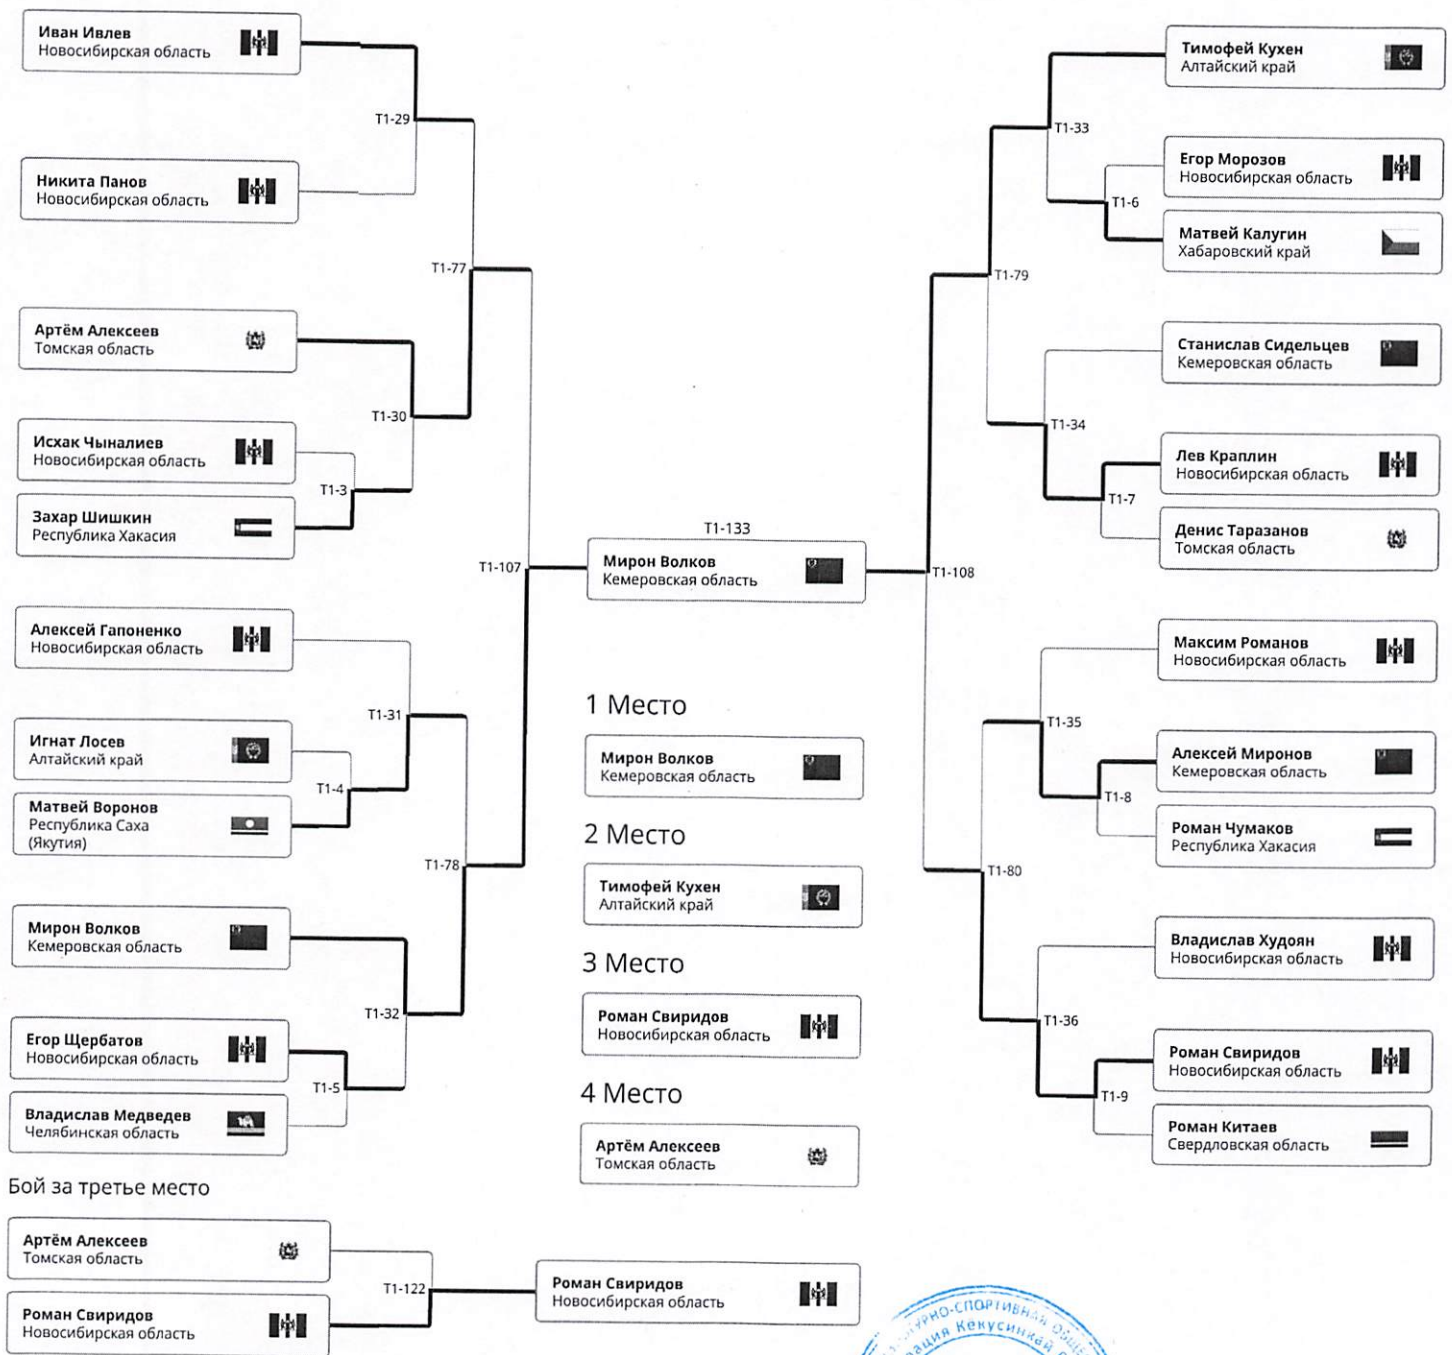 Иван Ивлев
Новосибирская область
T1-29
Никита Панов
Новосибирская область
T1-77
Артём Алексеев
Томская область
T1-30
Исхак Чыналиев
Новосибирская область
T1-3
Захар Шишкин
Республика Хакасия
T1-107
Алексей Гапоненко
Новосибирская область
T1-31
Игнат Лосев
Алтайский край
T1-4
Матвей Воронов
Республика Саха
(Якутия)
T1-78
Мирон Волков
Кемеровская область
T1-32
Егор Щербатов
Новосибирская область
T1-5
Владислав Медведев
Челябинская область
T1-133
Мирон Волков
Кемеровская область
1 Место
Мирон Волков
Кемеровская область
2 Место
Тимофей Кухен
Алтайский край
3 Место
Роман Свиридов
Новосибирская область
4 Место
Артём Алексеев
Томская область
Тимофей Кухен
Алтайский край
T1-33
Егор Морозов
Новосибирская область
T1-6
Матвей Калугин
Хабаровский край
T1-79
Станислав Сидельцев
Кемеровская область
T1-34
Лев Краплин
Новосибирская область
T1-7
Денис Таразанов
Томская область
T1-108
Максим Романов
Новосибирская область
T1-35
Алексей Миронов
Кемеровская область
T1-8
Роман Чумаков
Республика Хакасия
T1-80
Владислав Худоян
Новосибирская область
T1-36
Роман Свиридов
Новосибирская область
T1-9
Роман Китаев
Свердловская область
Бой за третье место
Артём Алексеев
Томская область
T1-122
Роман Свиридов
Новосибирская область
Роман Свиридов
Новосибирская область